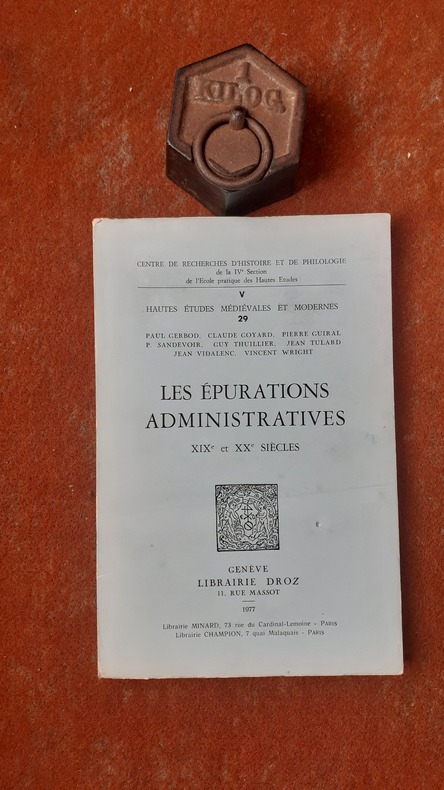 1
KILOG.
CENTRE DE RECHERCHES D'HISTOIRE ET DE PHILOLOGIE
de la IVe Section
de l'Ecole pratique des Hautes Etudes
V
HAUTES ÉTUDES MÉDIÉVALES ET MODERNES
29
PAUL GERBOD, CLAUDE GOYARD, PIERRE GUIRAL
P. SANDEVOIR, GUY THUILLIER, JEAN TULARD
JEAN VIDALENC, VINCENT WRIGHT
LES ÉPURATIONS
ADMINISTRATIVES
XIXe et XXe SIÈCLES
GENÈVE
LIBRAIRIE DROZ
11, RUE MASSOT
1977
Librairie MINARD, 73 rue du Cardinal-Lemoine - PARIS
Librairie CHAMPION, 7 quai Malaquais - PARIS